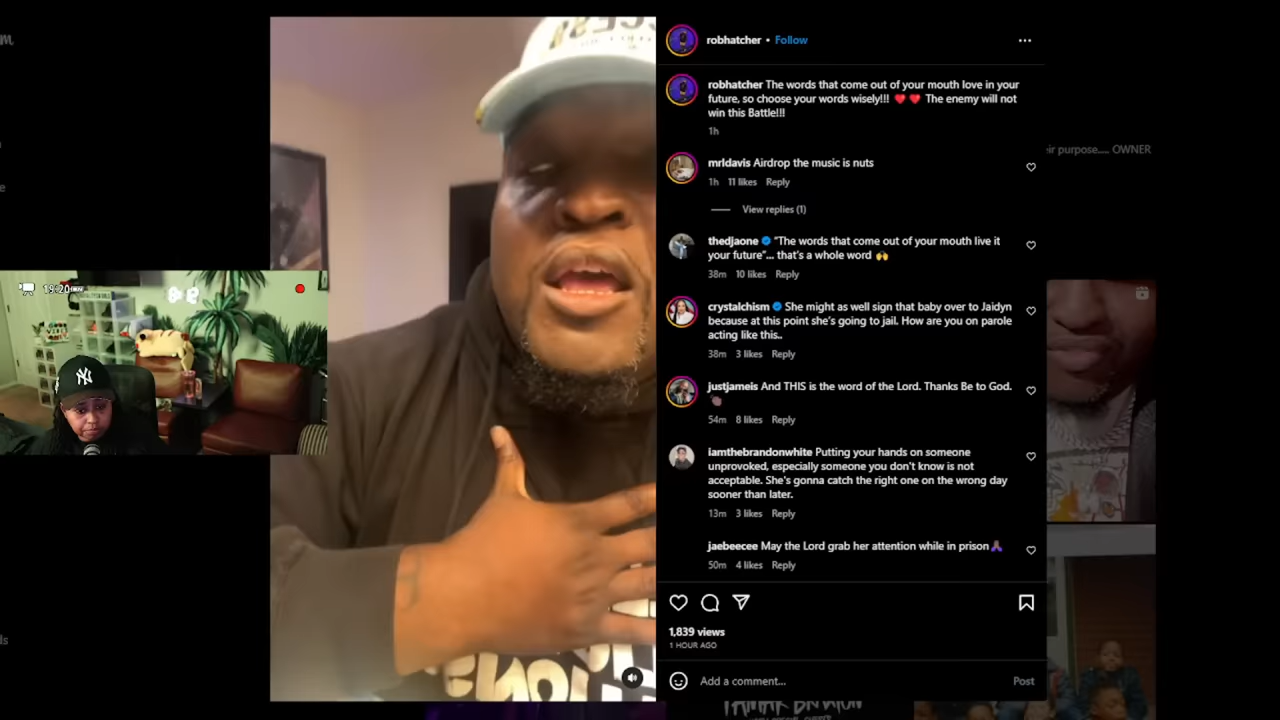 robhatcher • Follow
robhatcher The words that come out of your mouth love in your
future, so choose your words wisely!!! ❤️ ❤️ The enemy will not
win this Battle!!!
1h
mrldavis Airdrop the music is nuts
1h 11 likes Reply
View replies (1)
thedjaone "The words that come out of your mouth live it
your future"... that's a whole word 🙌
38m 10 likes Reply
crystalchism She might as well sign that baby over to Jaidyn
because at this point she's going to jail. How are you on parole
acting like this..
38m 3 likes Reply
justjameis And THIS is the word of the Lord. Thanks Be to God.
54m 8 likes Reply
iamthebrandonwhite Putting your hands on someone
unprovoked, especially someone you don't know is not
acceptable. She's gonna catch the right one on the wrong day
sooner than later.
13m 3 likes Reply
jaebeecee May the Lord grab her attention while in prison🙏🏾
50m 4 likes Reply
1,839 views
1 HOUR AGO
Add a comment... Post
eir purpose.... OWNER
19:20
NY